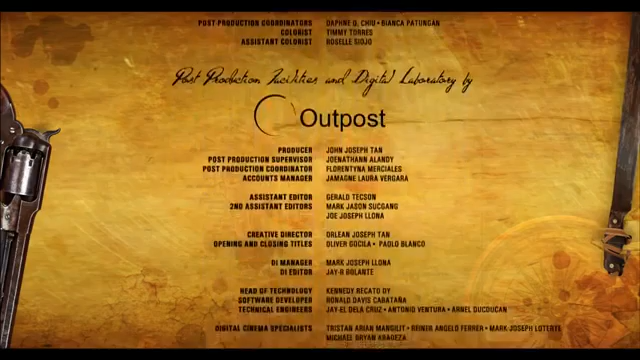 POST PRODUCTION COORDINATORS DAPHNE O. CHIU • BIANCA PATUNGAN
COLORIST TIMMY TORRES
ASSISTANT COLORIST ROSELLE GIOJO
Post Production Facilities and Digital Laboratory by
Outpost
PRODUCER JOHN JOSEPH TAN
POST PRODUCTION SUPERVISOR JOENATHANN ALANDY
POST PRODUCTION COORDINATOR FLORENTYNA MERCIALES
ACCOUNTS MANAGER JAMAGNE LAURA VERGARA
ASSISTANT EDITOR GERALD TECSON
2ND ASSISTANT EDITORS MARK JASON SUCGANG
JOE JOSEPH LLONA
CREATIVE DIRECTOR ORLEAN JOSEPH TAN
OPENING AND CLOSING TITLES OLIVER GOCILA • PAOLO BLANCO
DI MANAGER MARK JOSEPH LLONA
DI EDITOR JAY-R GOLANTE
HEAD OF TECHNOLOGY KENNEDY RECATO DY
SOFTWARE DEVELOPER RONALD DAVIS CABATAÑA
TECHNICAL ENGINEERS JAY-EL DELA CRUZ • ANTONIO VENTURA • ARNEL DUCDUCAN
DIGITAL CINEMA SPECIALISTS TRISTAN ARIAN MANGILIT • REINER ANGELO FERRER • MARK JOSEPH LOTERTE
MICHAEL BRYAN